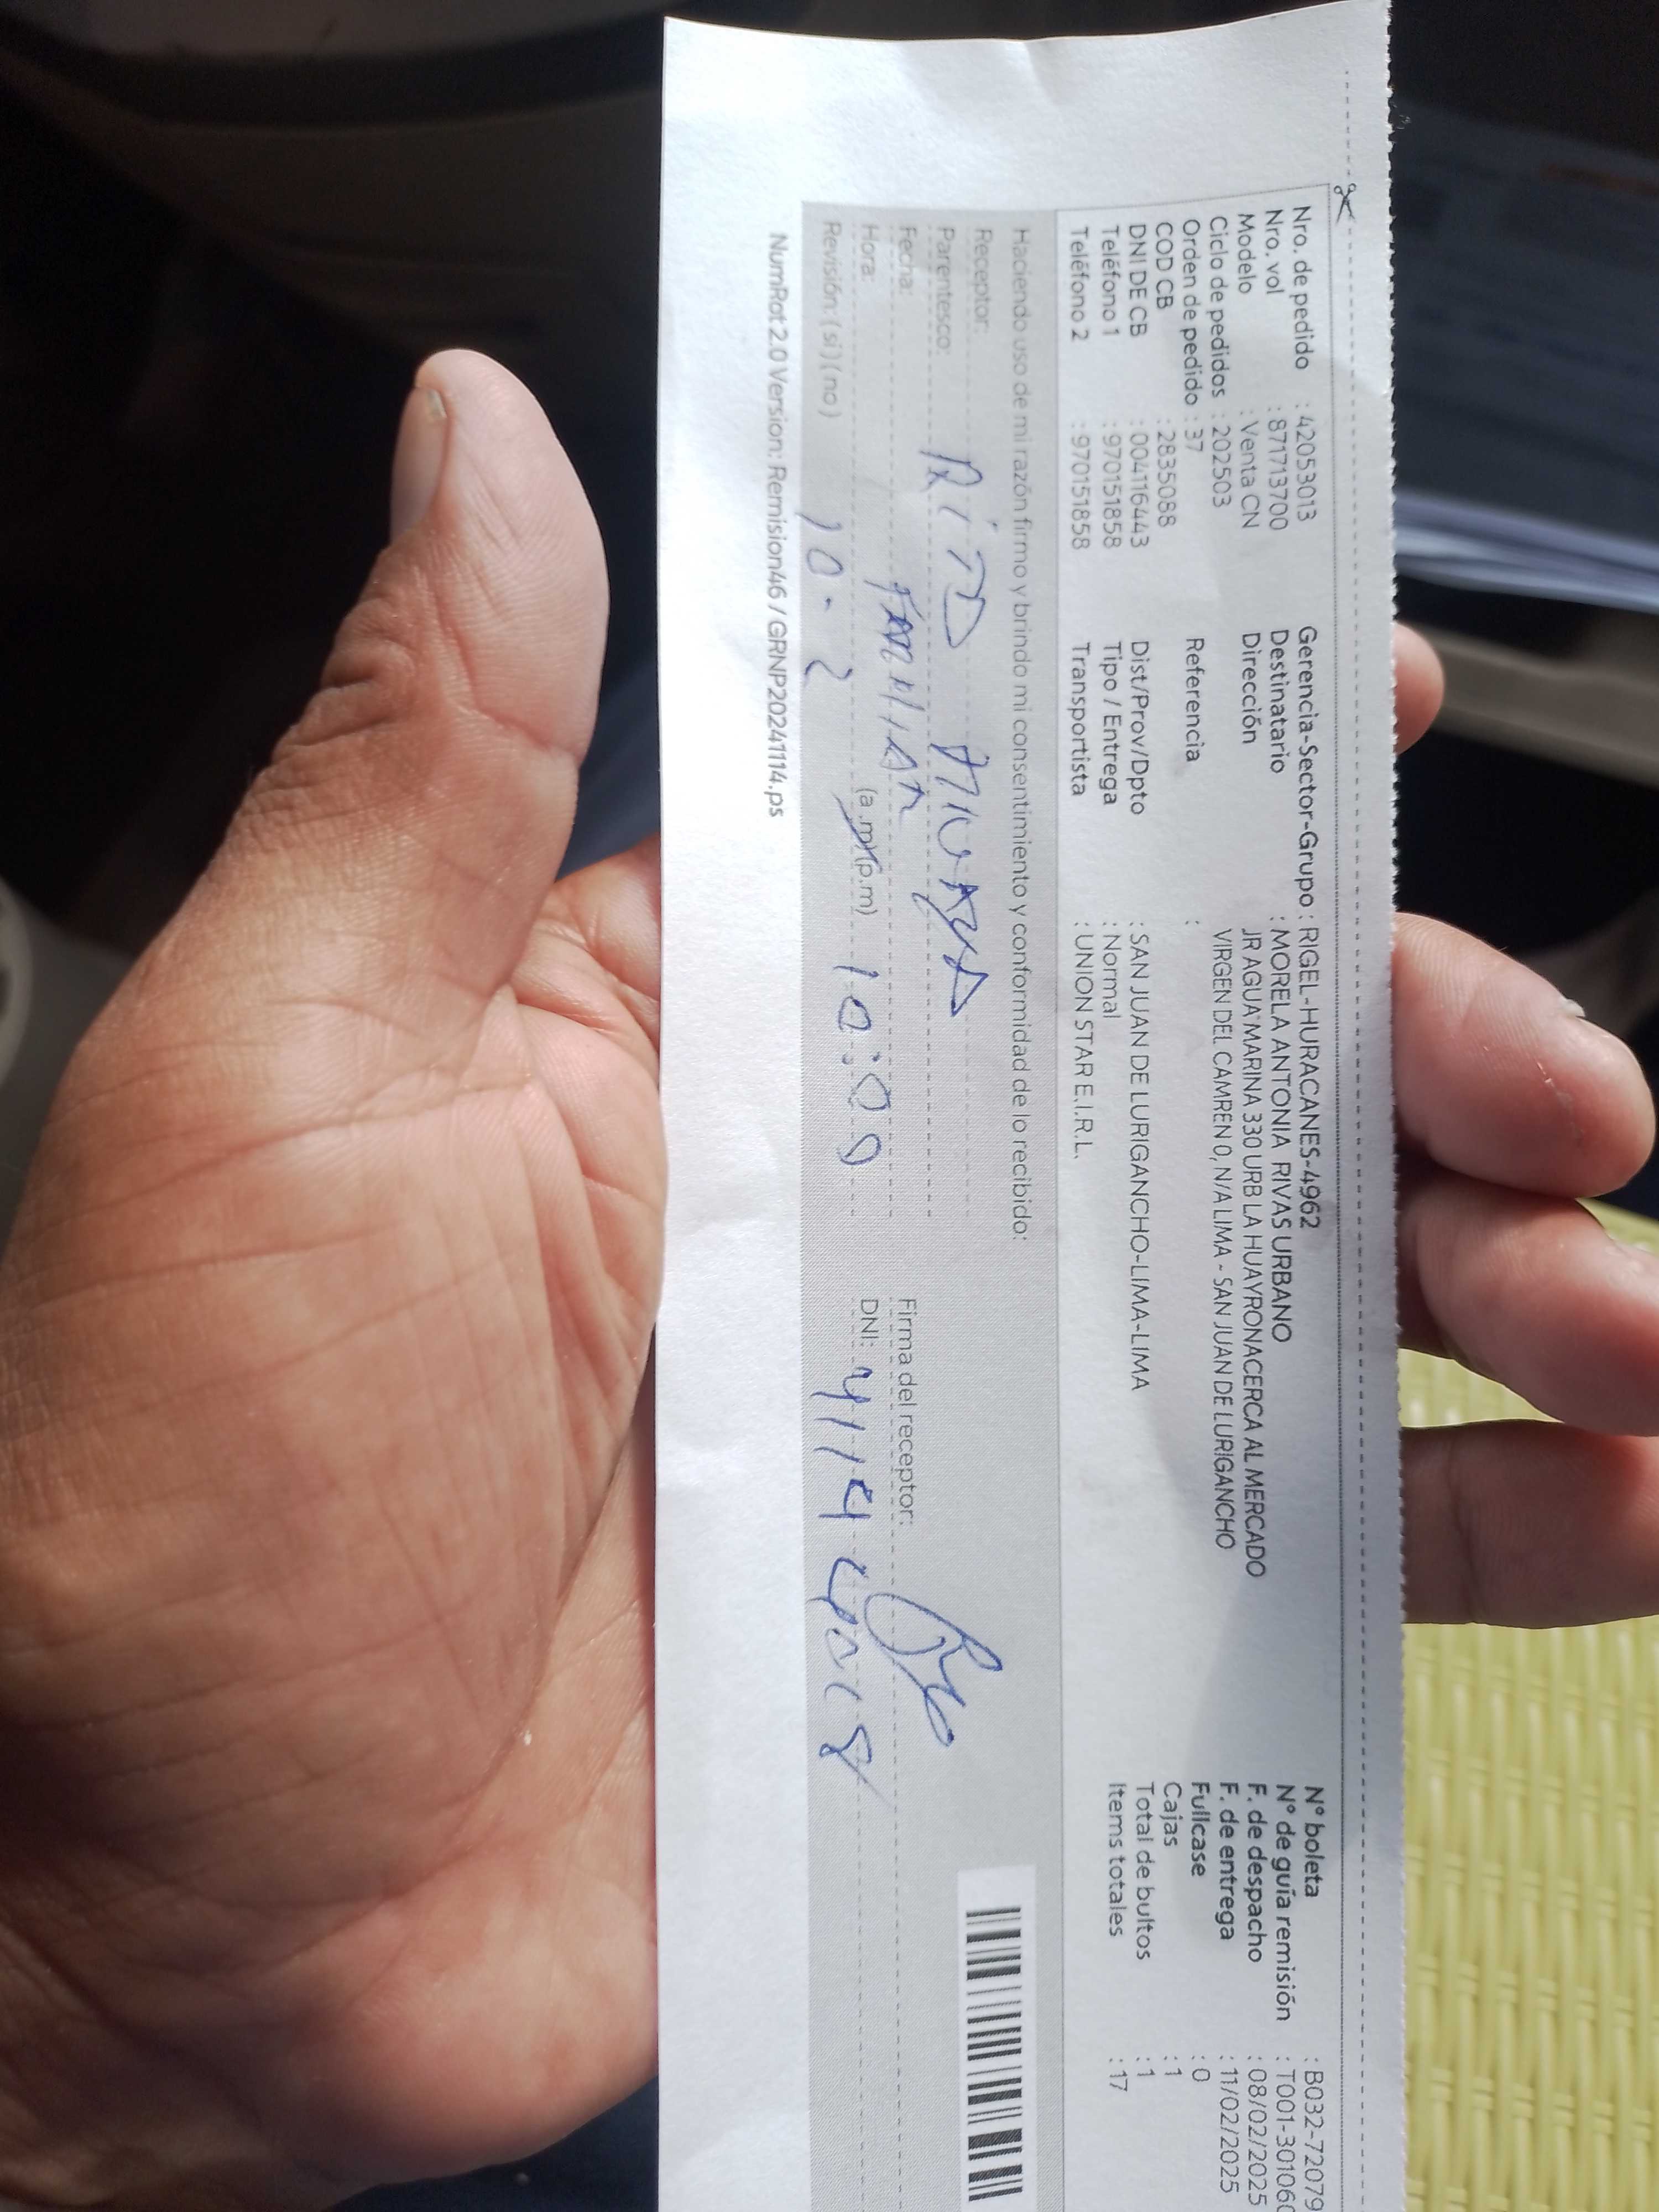 Nro. de pedido : 42053013 Gerencia-Sector-Grupo : RIGEL-HURACANES-4962 N° boleta : B032-72079
Nro. vol : 871713700 Destinatario : MORELA ANTONIA RIVAS URBANO N° de guía remisión : T001-301060
Modelo : Venta CN Dirección JR AGUA MARINA 330 URB LA HUAYRONACERCA AL MERCADO F. de despacho : 08/02/2025
Ciclo de pedidos : 202503 VIRGEN DEL CAMREN 0, N/A LIMA - SAN JUAN DE LURIGANCHO F. de entrega : 11/02/2025
Orden de pedido : 37 Referencia : Fullcase : 0
COD CB : 2835088 Cajas : 1
DNI DE CB : 004116443 Dist/Prov/Dpto : SAN JUAN DE LURIGANCHO-LIMA-LIMA Total de bultos : 1
Teléfono 1 : 970151858 Tipo / Entrega : Normal Items totales : 17
Teléfono 2 : 970151858 Transportista : UNION STAR E.I.R.L.
Haciendo uso de mi razón firmo y brindo mi consentimiento y conformidad de lo recibido:
Receptor:
Parentesco: Firma del receptor:
Fecha: DNI:
Hora: (a.m) (p.m) 10:00
Revisión: (si) (no)
NumRot 2.0 Version: Remision46 / GRNP20241114.ps